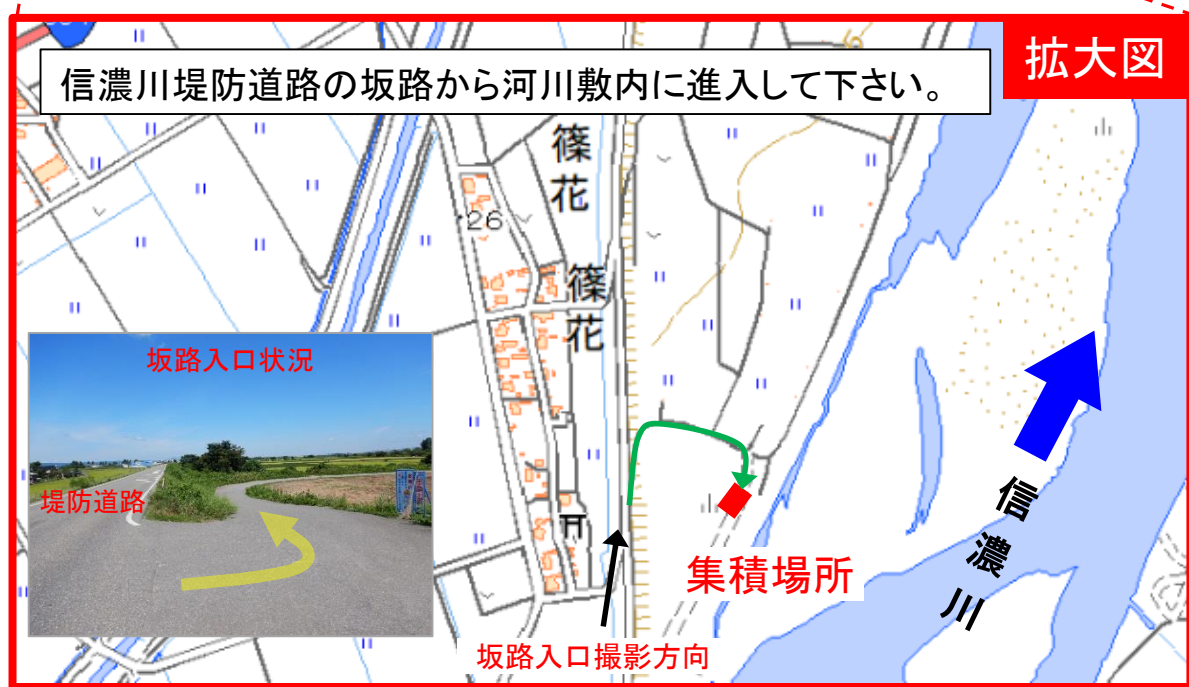 拡大図
信濃川堤防道路の坂路から河川敷内に進入して下さい。
篠花
26
篠花
坂路入口状況
堤防道路
集積場所
信濃川
坂路入口撮影方向